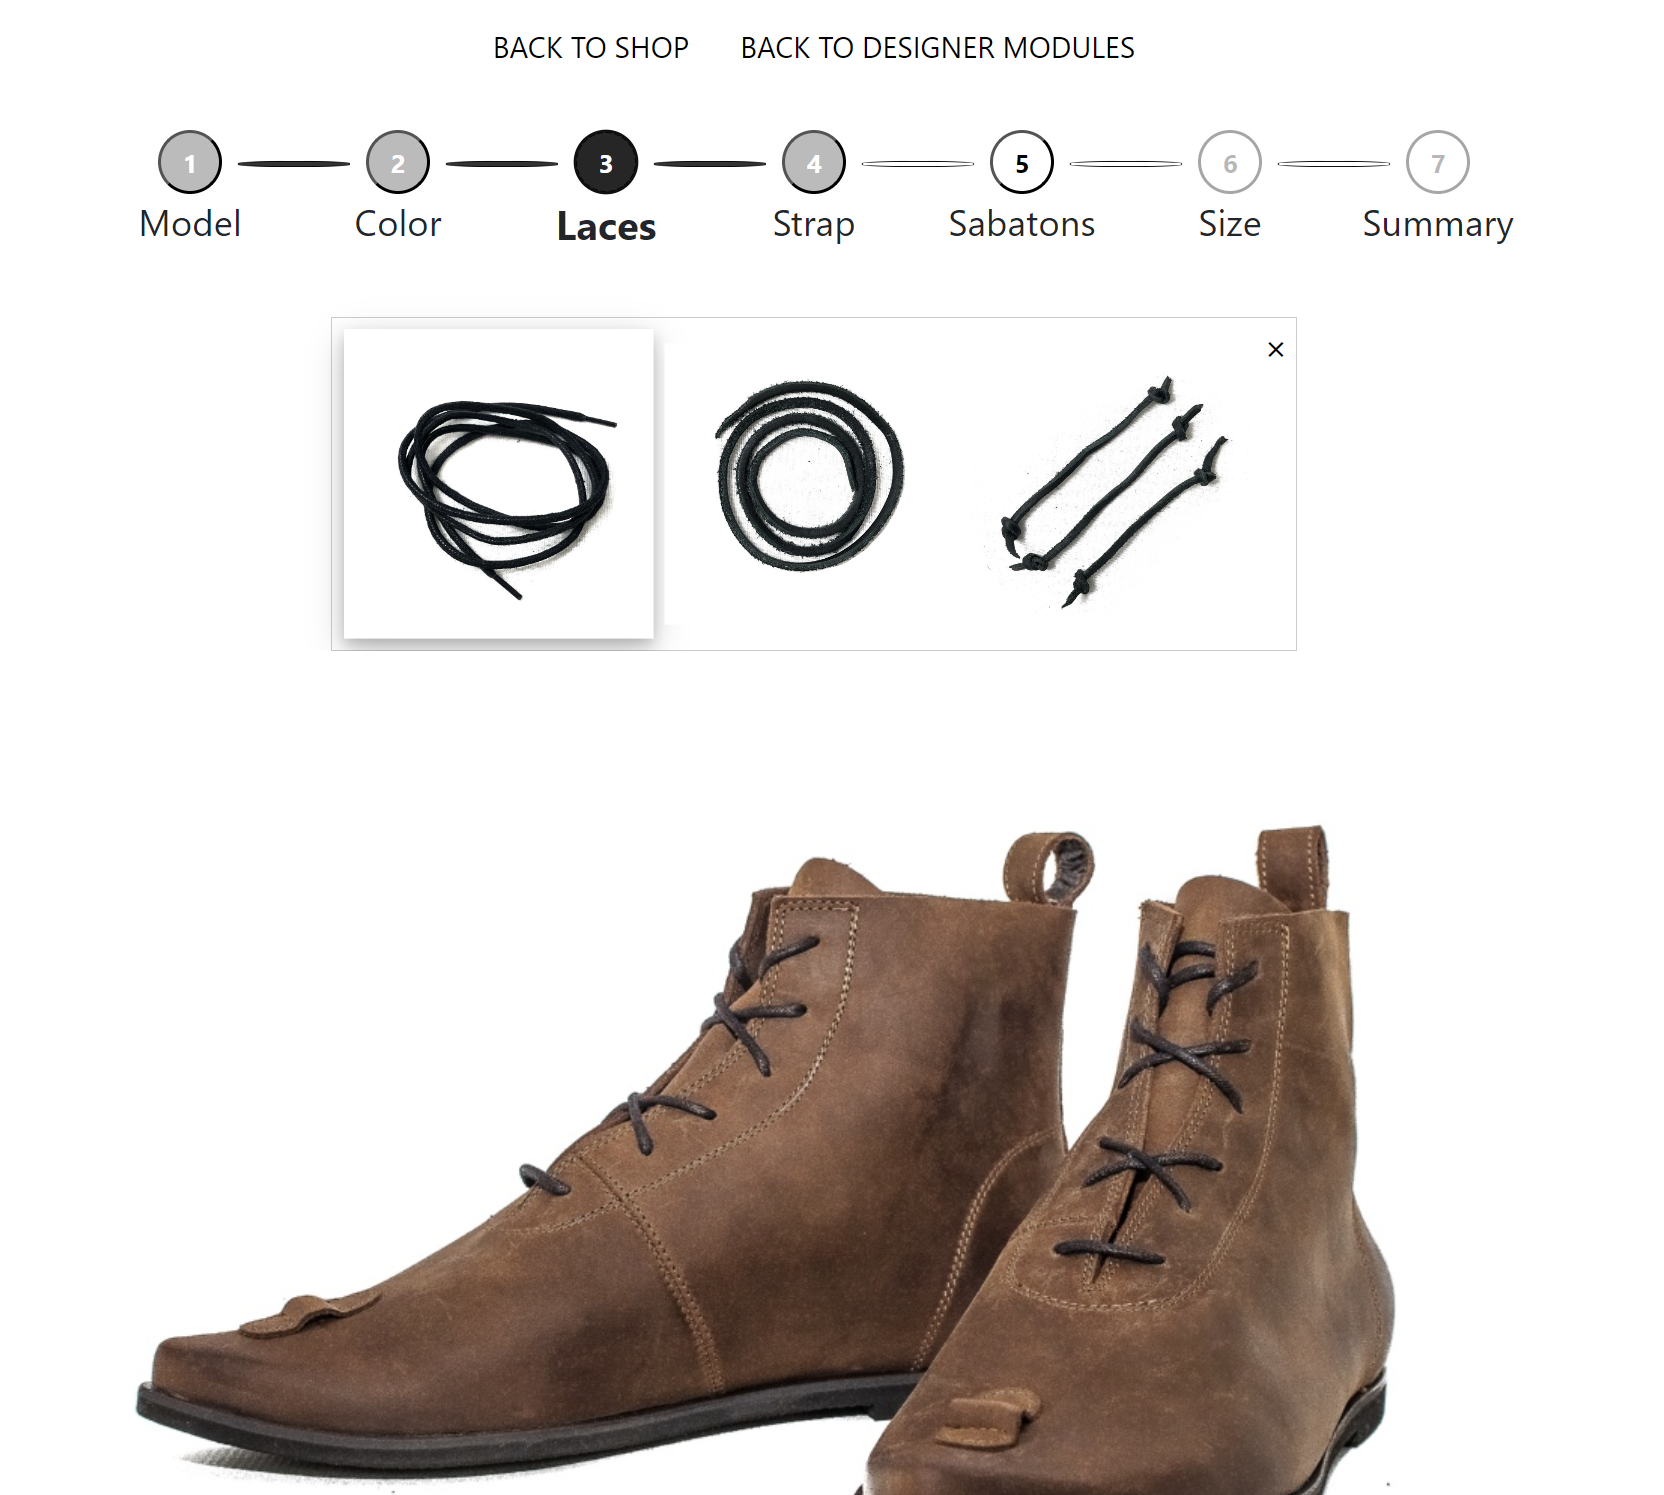 BACK TO SHOP BACK TO DESIGNER MODULES
1 2 3 4 5 6 7
Model Color Laces Strap Sabatons Size Summary
×